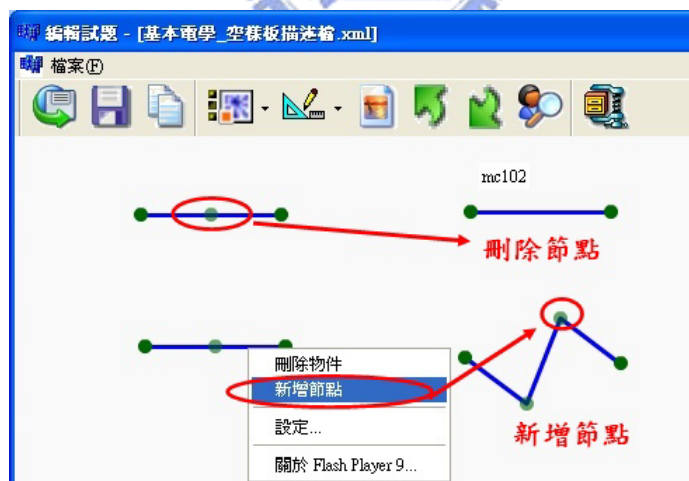 編輯試題 - [基本電學_空樣板描述檔.xml]
檔案(F)
mc102
刪除節點
刪除物件
新增節點
設定...
關於 Flash Player 9...
新增節點